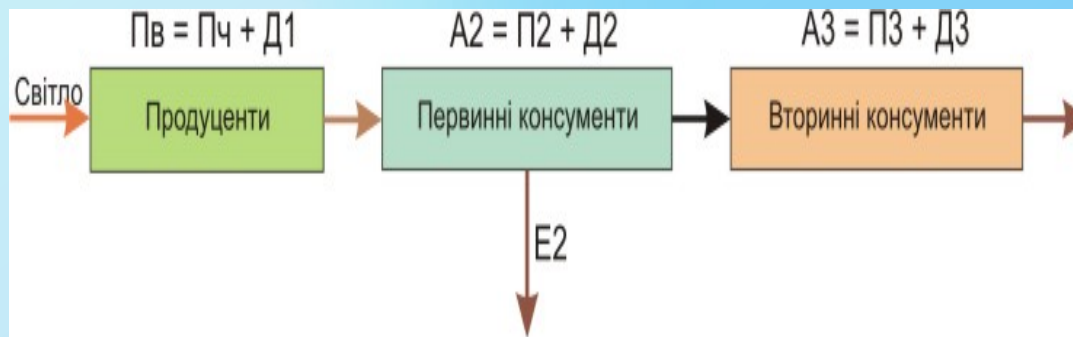 Пв = Пч + Д1
А2 = П2 + Д2
А3 = П3 + Д3
Світло
Продуценти
Первинні консументи
Вторинні консументи
Е2